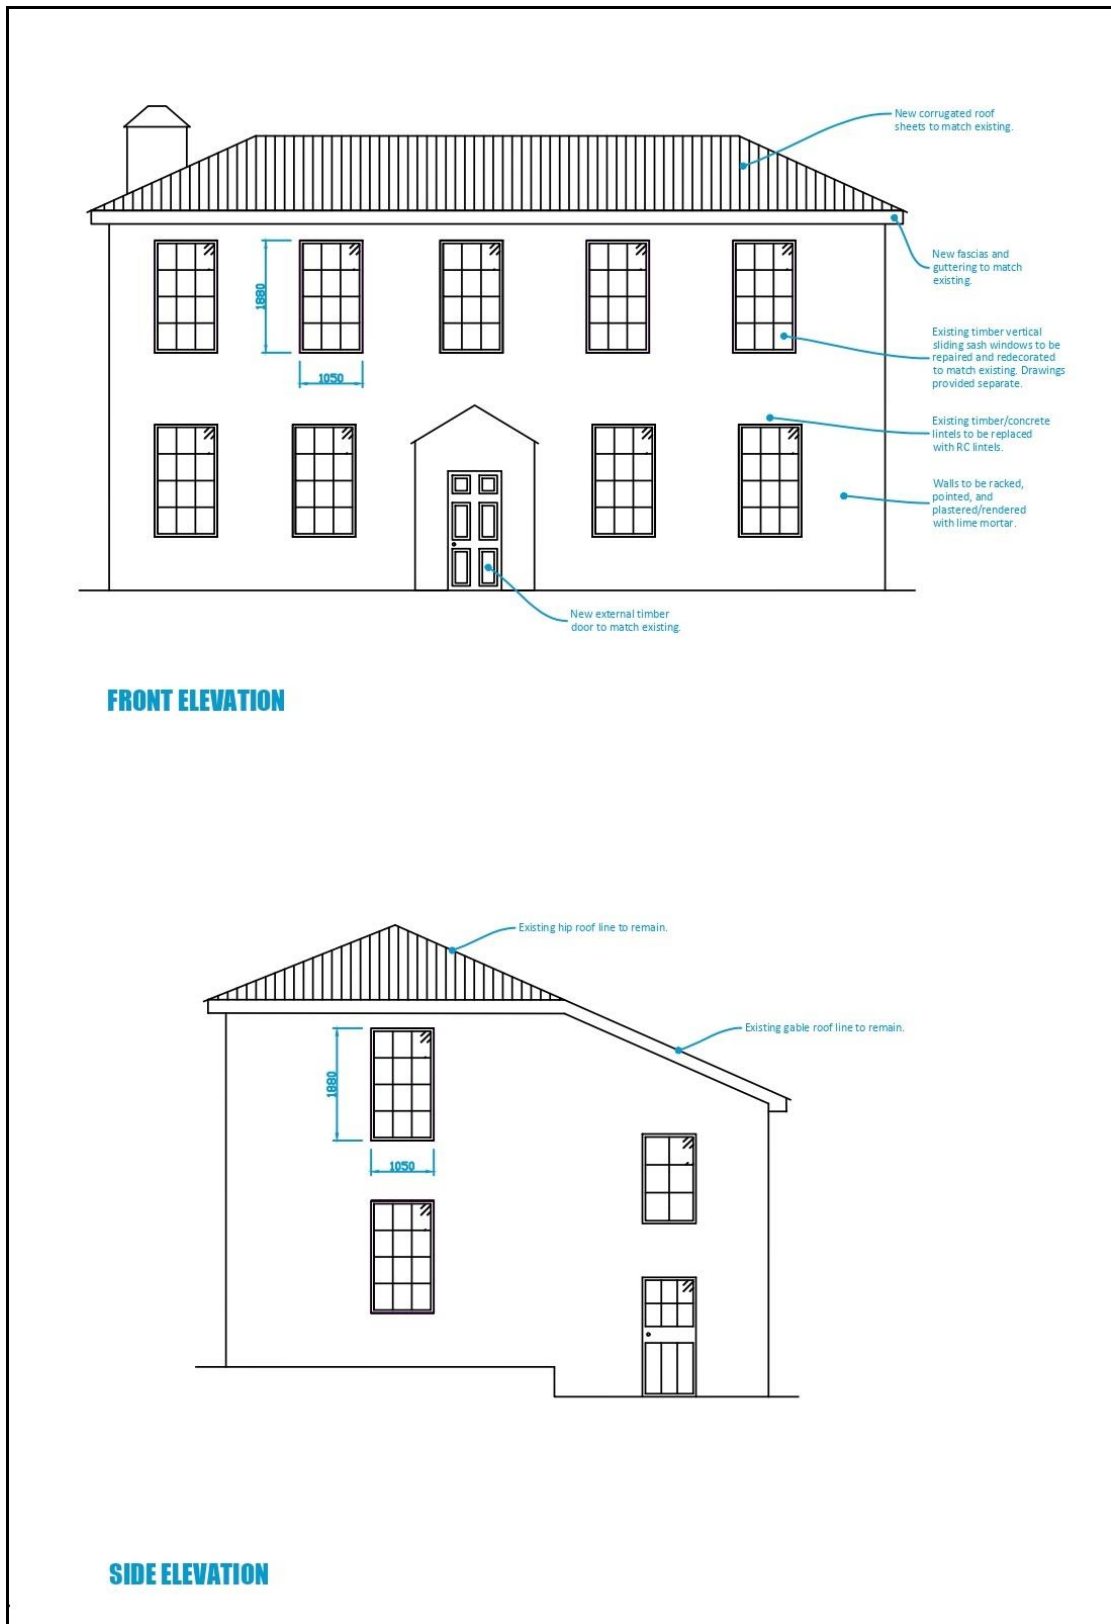 New corrugated roof
sheets to match existing.
New fascias and
guttering to match
existing.
1880
Existing timber vertical
sliding sash windows to be
repaired and redecorated
to match existing. Drawings
provided separate.
1050
Existing timber/concrete
lintels to be replaced
with RC lintels.
Walls to be racked,
pointed, and
plastered/rendered
with lime mortar.
New external timber
door to match existing.
FRONT ELEVATION
Existing hip roof line to remain.
Existing gable roof line to remain.
1880
1050
SIDE ELEVATION